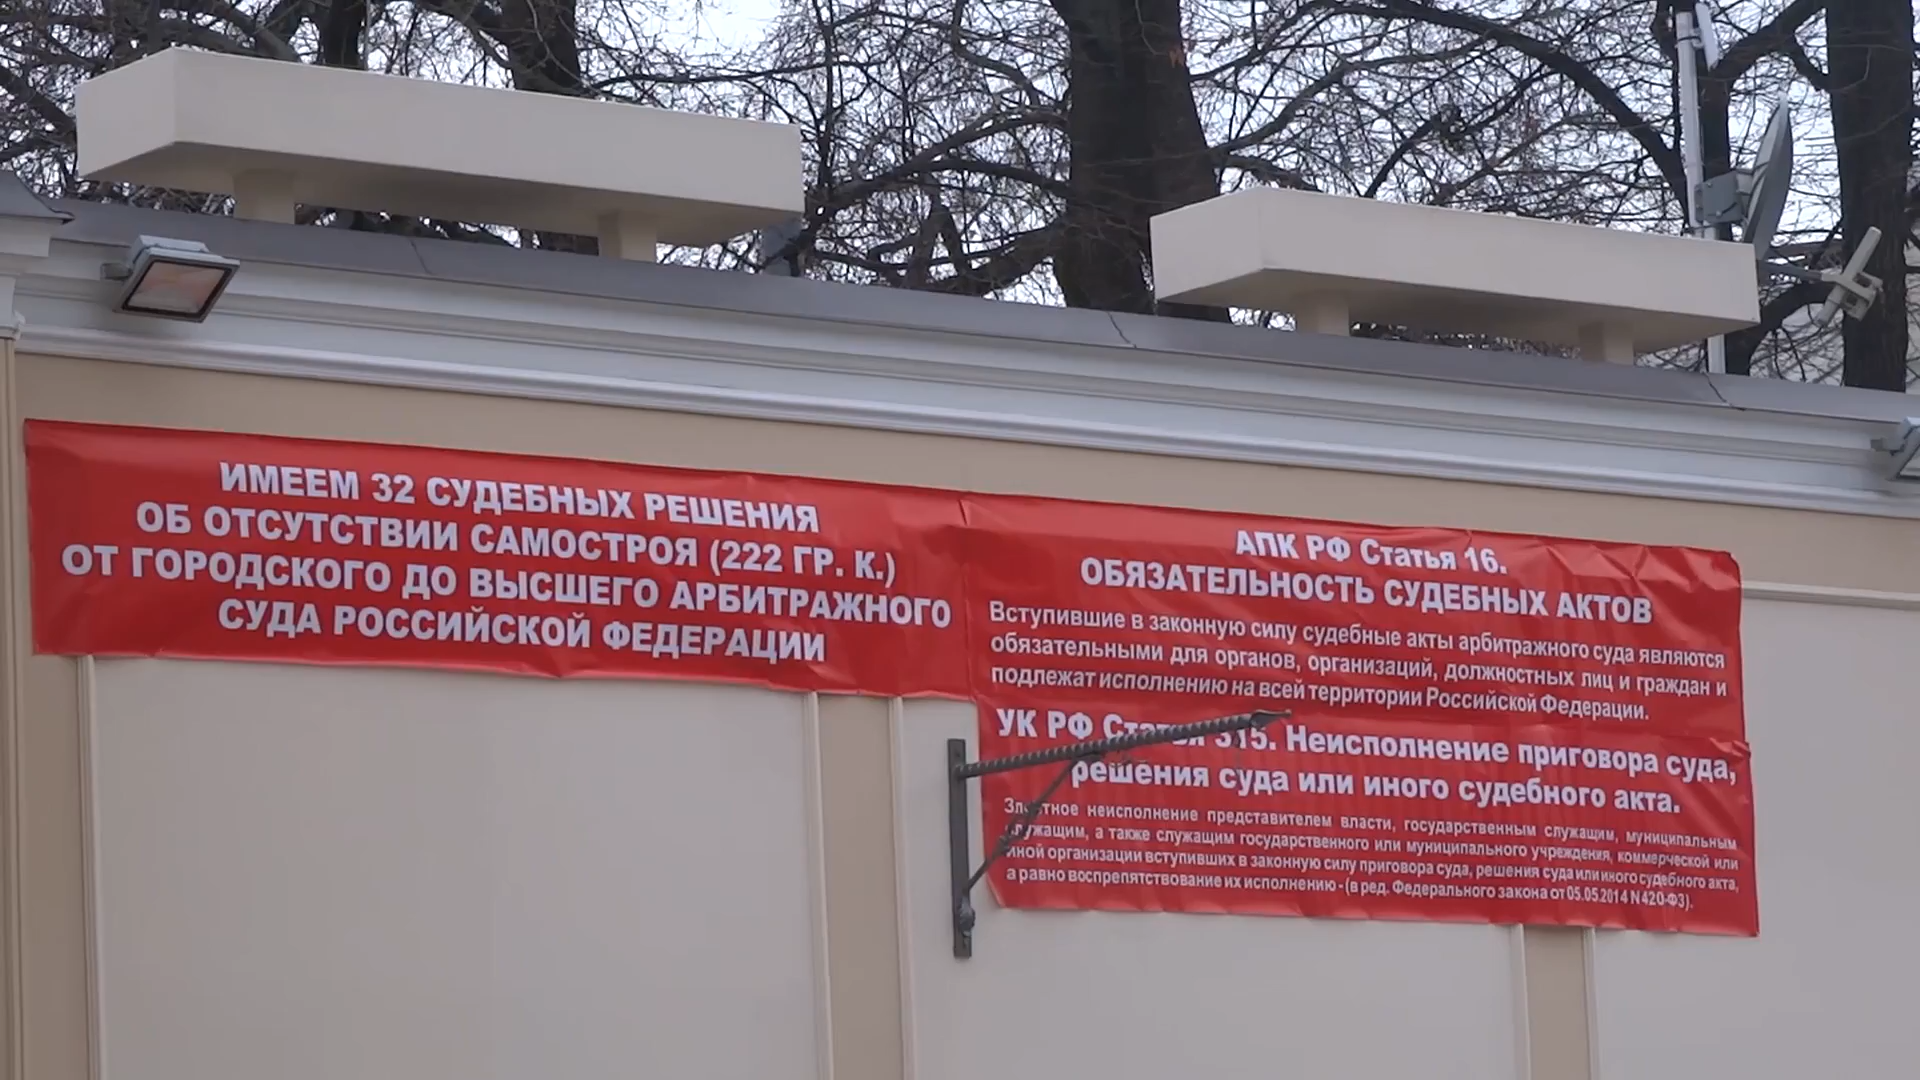 ИМЕЕМ 32 СУДЕБНЫХ РЕШЕНИЯ
ОБ ОТСУТСТВИИ САМОСТРОЯ (222 ГР. К.)
ОТ ГОРОДСКОГО ДО ВЫСШЕГО АРБИТРАЖНОГО
СУДА РОССИЙСКОЙ ФЕДЕРАЦИИ
АПК РФ Статья 16.
ОБЯЗАТЕЛЬНОСТЬ СУДЕБНЫХ АКТОВ
Вступившие в законную силу судебные акты арбитражного суда являются
обязательными для органов, организаций, должностных лиц и граждан и
подлежат исполнению на всей территории Российской Федерации.
УК РФ Статья 315. Неисполнение приговора суда,
решения суда или иного судебного акта.
Злостное неисполнение представителем власти, государственным служащим, муниципальным
служащим, а также служащим государственного или муниципального учреждения, коммерческой или
иной организации вступивших в законную силу приговора суда, решения суда или иного судебного акта,
а равно воспрепятствование их исполнению - (в ред. Федерального закона от 05.05.2014 N 420-ФЗ).